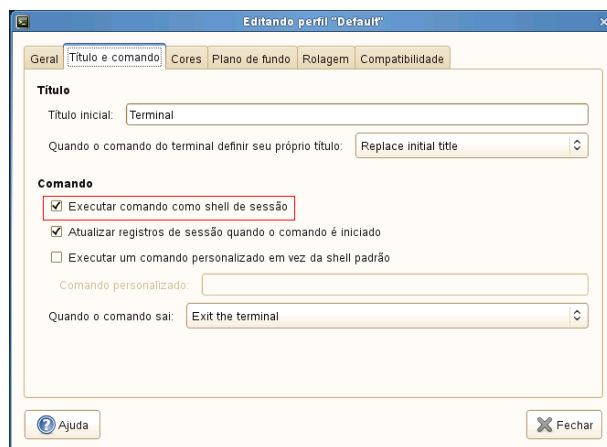 Editando perfil "Default"
Geral Título e comando Cores Plano de fundo Rolagem Compatibilidade
Título
Título inicial: Terminal
Quando o comando do terminal definir seu próprio título: Replace initial title
Comando
Executar comando como shell de sessão
Atualizar registros de sessão quando o comando é iniciado
Executar um comando personalizado em vez da shell padrão
Comando personalizado:
Quando o comando sai: Exit the terminal
Ajuda Fechar